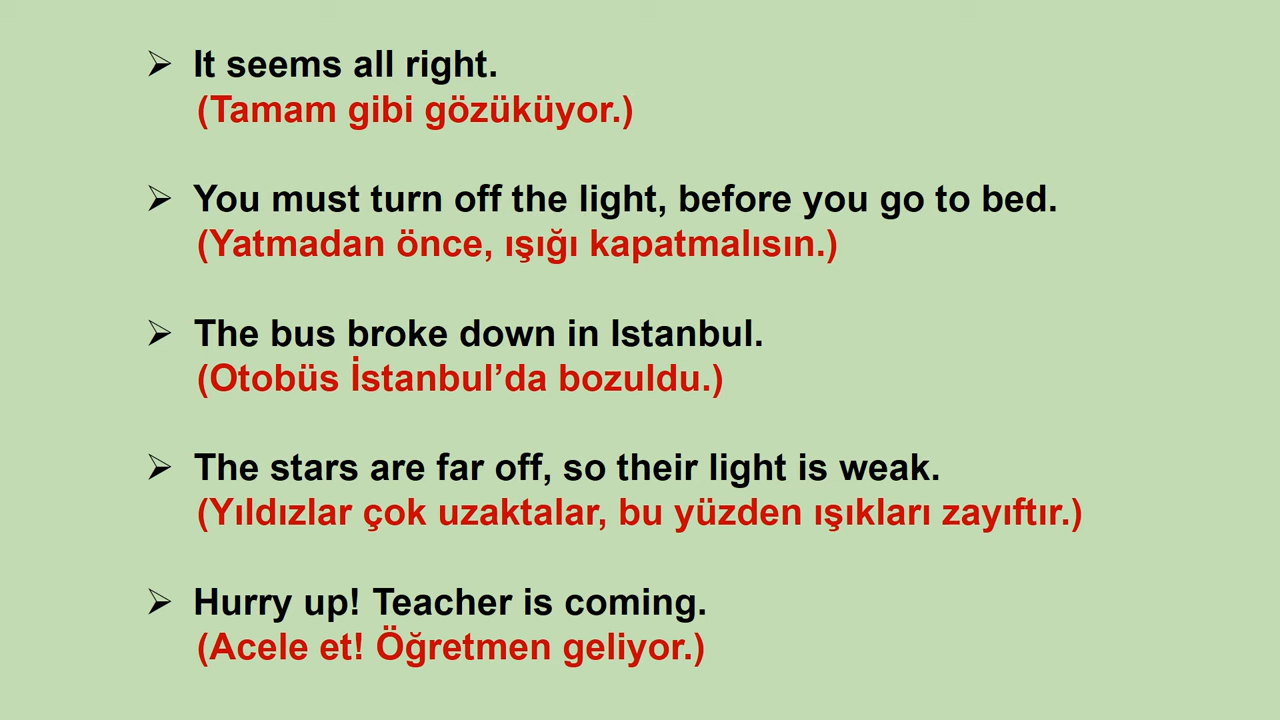 ➢ It seems all right.
(Tamam gibi gözüküyor.)
➢ You must turn off the light, before you go to bed.
(Yatmadan önce, ışığı kapatmalısın.)
➢ The bus broke down in Istanbul.
(Otobüs İstanbul’da bozuldu.)
➢ The stars are far off, so their light is weak.
(Yıldızlar çok uzaktalar, bu yüzden ışıkları zayıftır.)
➢ Hurry up! Teacher is coming.
(Acele et! Öğretmen geliyor.)